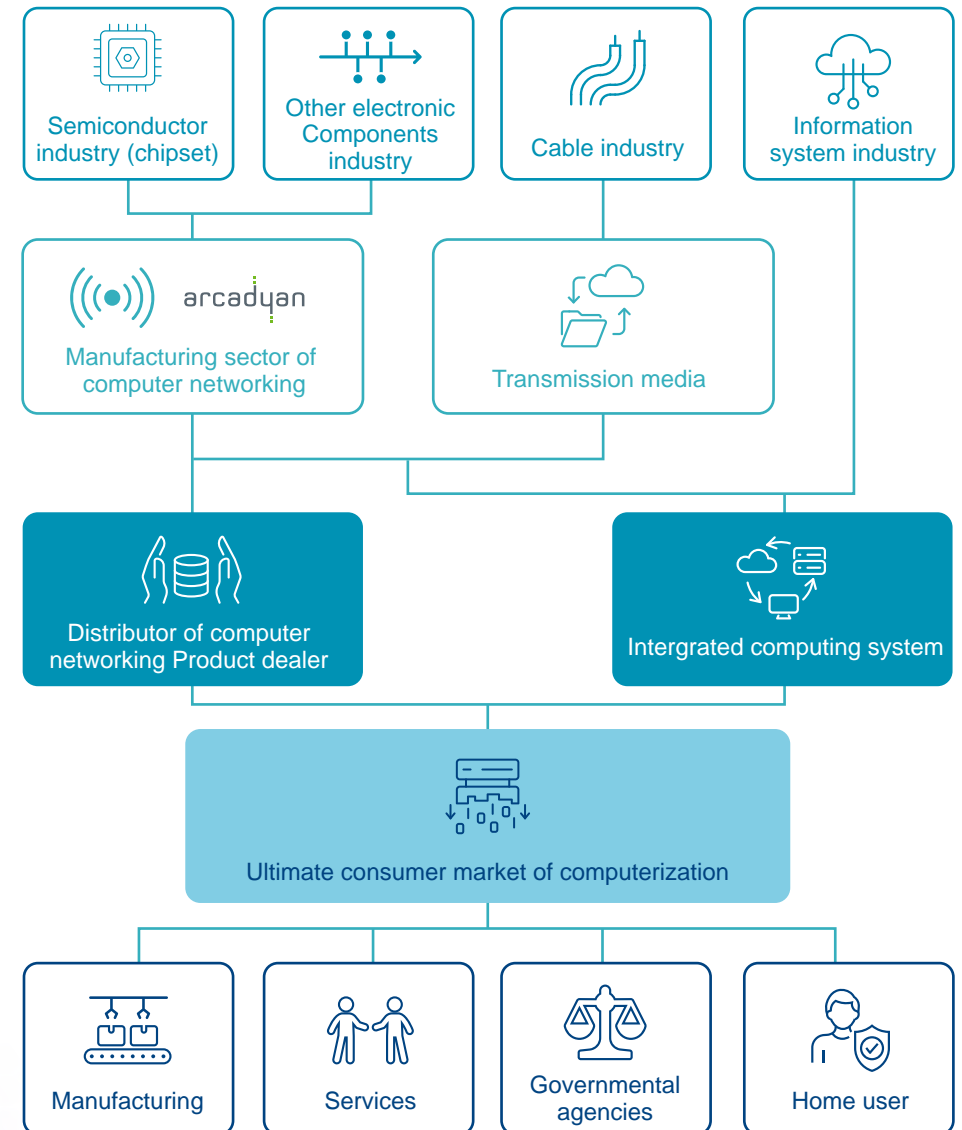 Semiconductor
industry (chipset)
Other electronic
Components
industry
Cable industry
Information
system industry
arcadyan
Manufacturing sector of
computer networking
Transmission media
Distributor of computer
networking Product dealer
Intergrated computing system
Ultimate consumer market of computerization
Manufacturing
Services
Governmental
agencies
Home user